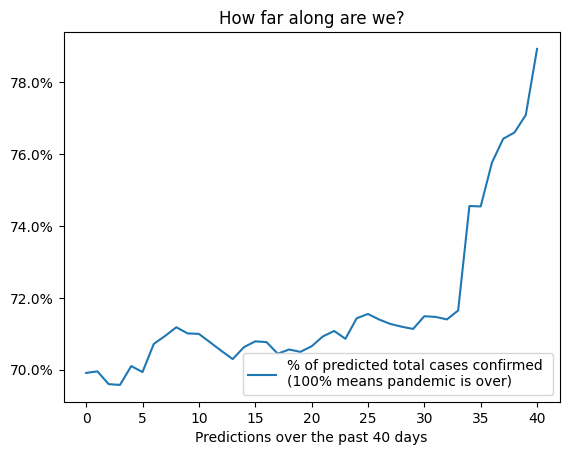 How far along are we?
78.0%
76.0%
74.0%
72.0%
70.0%
% of predicted total cases confirmed
(100% means pandemic is over)
0 5 10 15 20 25 30 35 40
Predictions over the past 40 days